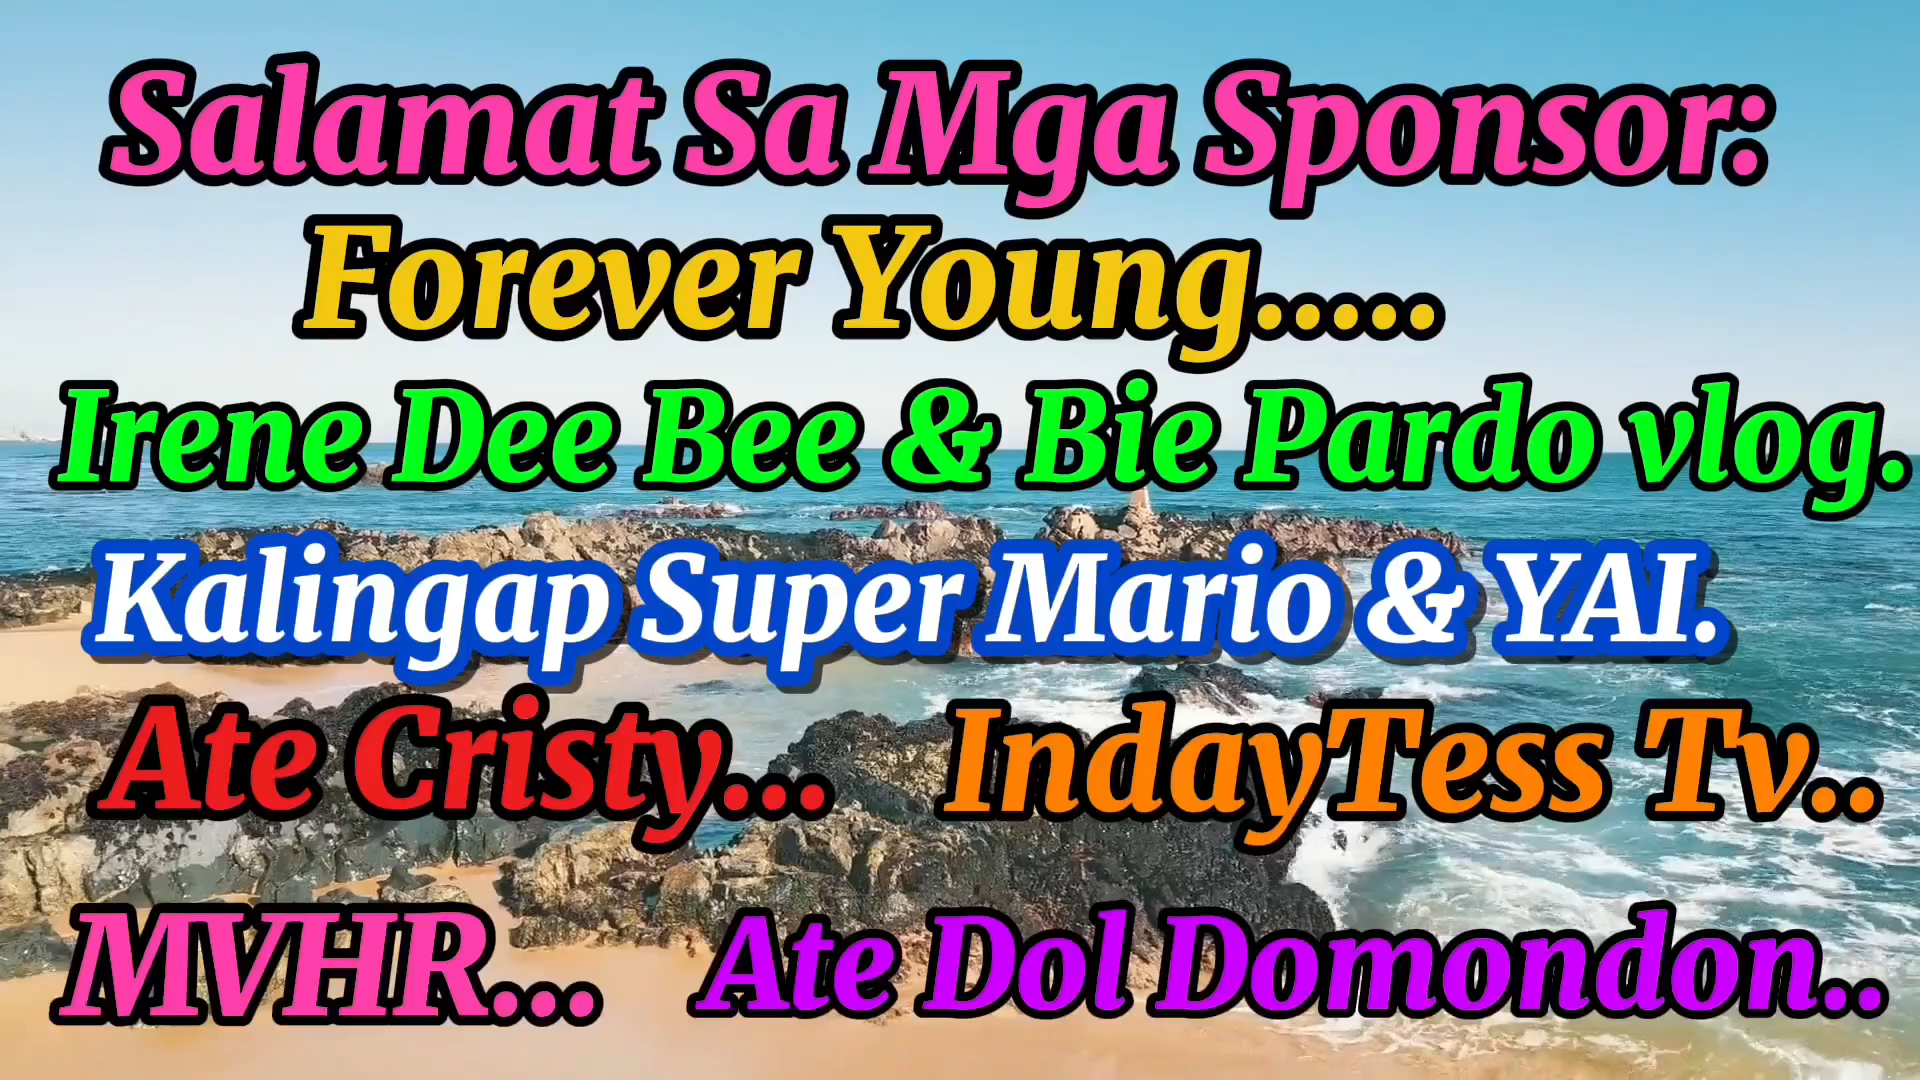 Salamat Sa Mga Sponsor:
Forever Young.....
Irene Dee Bee & Bie Pardo vlog.
Kalingap Super Mario & YAI.
Ate Cristy... IndayTess Tv..
MVHR... Ate Dol Domondon..